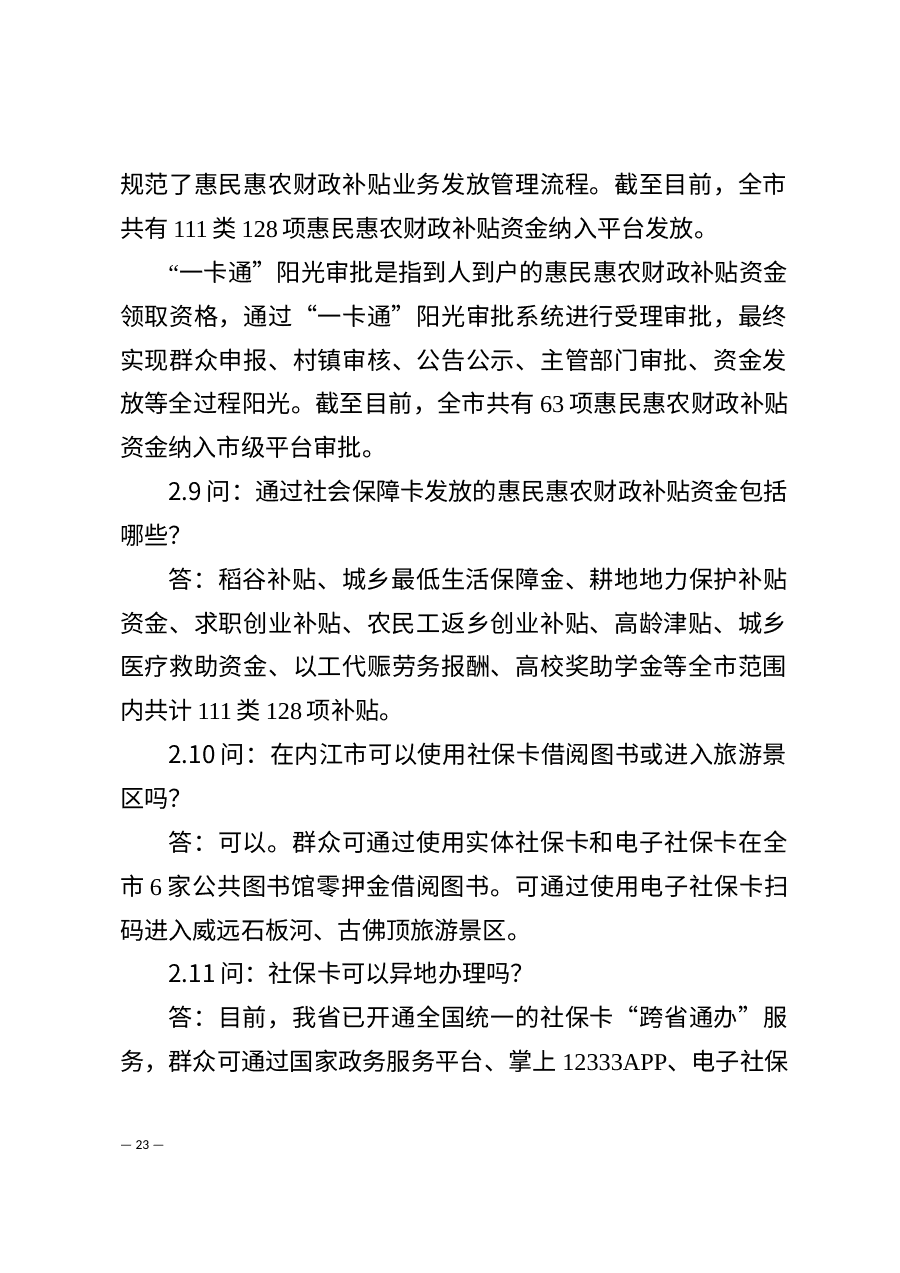 规范了惠民惠农财政补贴业务发放管理流程。截至目前，全市
共有 111 类 128 项惠民惠农财政补贴资金纳入平台发放。
“一卡通”阳光审批是指到人到户的惠民惠农财政补贴资金
领取资格，通过“一卡通”阳光审批系统进行受理审批，最终
实现群众申报、村镇审核、公告公示、主管部门审批、资金发
放等全过程阳光。截至目前，全市共有 63 项惠民惠农财政补贴
资金纳入市级平台审批。
2.9 问：通过社会保障卡发放的惠民惠农财政补贴资金包括
哪些？
答：稻谷补贴、城乡最低生活保障金、耕地地力保护补贴
资金、求职创业补贴、农民工返乡创业补贴、高龄津贴、城乡
医疗救助资金、以工代赈劳务报酬、高校奖助学金等全市范围
内共计 111 类 128 项补贴。
2.10 问：在内江市可以使用社保卡借阅图书或进入旅游景
区吗？
答：可以。群众可通过使用实体社保卡和电子社保卡在全
市 6 家公共图书馆零押金借阅图书。可通过使用电子社保卡扫
码进入威远石板河、古佛顶旅游景区。
2.11 问：社保卡可以异地办理吗？
答：目前，我省已开通全国统一的社保卡“跨省通办”服
务，群众可通过国家政务服务平台、掌上 12333APP、电子社保
— 23 —